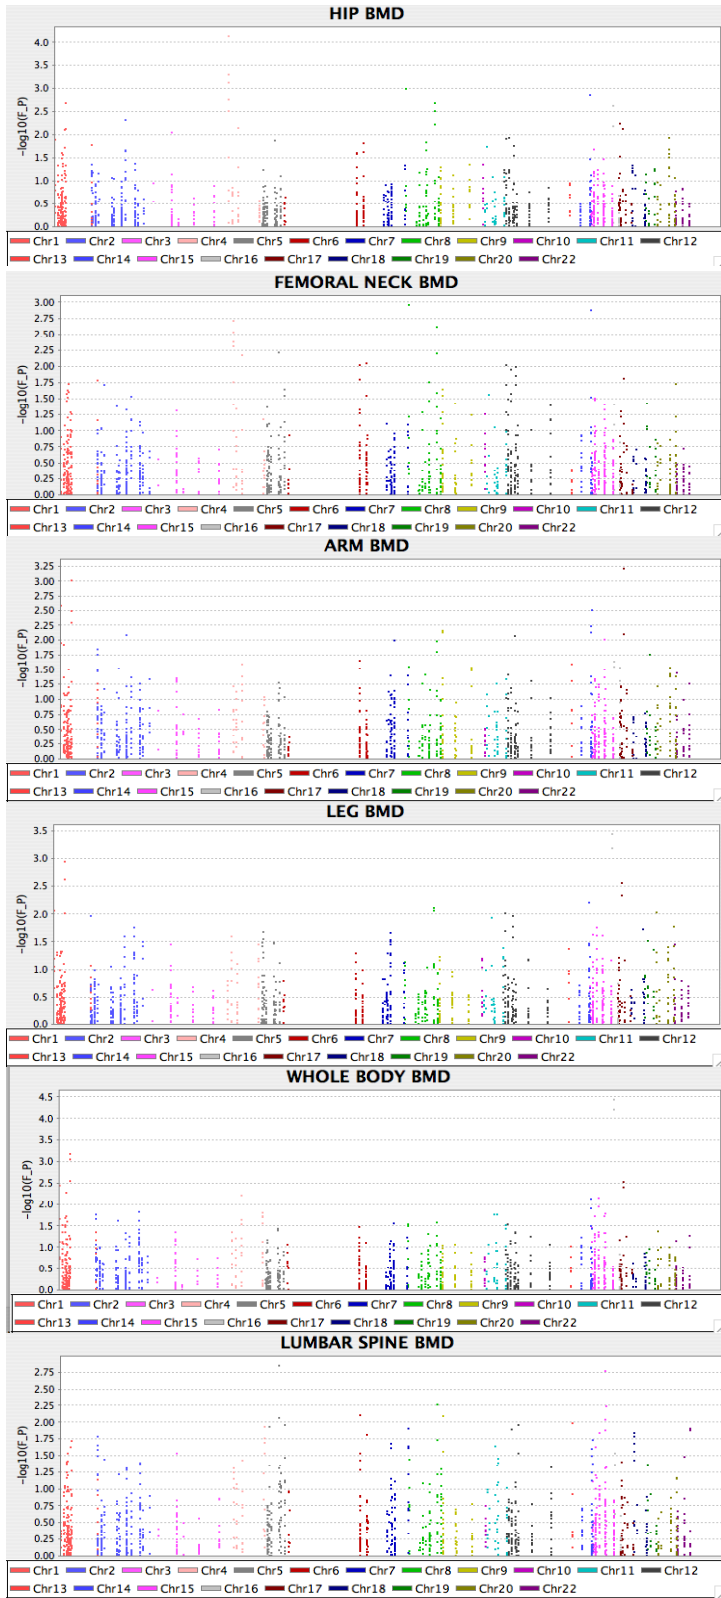 HIP BMD
4.0
3.5
3.0
2.5
2.0
1.5
1.0
0.5
0.0
−log10(F_P)
Chr1 Chr2 Chr3 Chr4 Chr5 Chr6 Chr7 Chr8 Chr9 Chr10 Chr11 Chr12
Chr13 Chr14 Chr15 Chr16 Chr17 Chr18 Chr19 Chr20 Chr22
FEMORAL NECK BMD
3.00
2.75
2.50
2.25
2.00
1.75
1.50
1.25
1.00
0.75
0.50
0.25
0.00
−log10(F_P)
Chr1 Chr2 Chr3 Chr4 Chr5 Chr6 Chr7 Chr8 Chr9 Chr10 Chr11 Chr12
Chr13 Chr14 Chr15 Chr16 Chr17 Chr18 Chr19 Chr20 Chr22
ARM BMD
3.25
3.00
2.75
2.50
2.25
2.00
1.75
1.50
1.25
1.00
0.75
0.50
0.25
0.00
−log10(F_P)
Chr1 Chr2 Chr3 Chr4 Chr5 Chr6 Chr7 Chr8 Chr9 Chr10 Chr11 Chr12
Chr13 Chr14 Chr15 Chr16 Chr17 Chr18 Chr19 Chr20 Chr22
LEG BMD
3.5
3.0
2.5
2.0
1.5
1.0
0.5
0.0
−log10(F_P)
Chr1 Chr2 Chr3 Chr4 Chr5 Chr6 Chr7 Chr8 Chr9 Chr10 Chr11 Chr12
Chr13 Chr14 Chr15 Chr16 Chr17 Chr18 Chr19 Chr20 Chr22
WHOLE BODY BMD
4.5
4.0
3.5
3.0
2.5
2.0
1.5
1.0
0.5
0.0
−log10(F_P)
Chr1 Chr2 Chr3 Chr4 Chr5 Chr6 Chr7 Chr8 Chr9 Chr10 Chr11 Chr12
Chr13 Chr14 Chr15 Chr16 Chr17 Chr18 Chr19 Chr20 Chr22
LUMBAR SPINE BMD
2.75
2.50
2.25
2.00
1.75
1.50
1.25
1.00
0.75
0.50
0.25
0.00
−log10(F_P)
Chr1 Chr2 Chr3 Chr4 Chr5 Chr6 Chr7 Chr8 Chr9 Chr10 Chr11 Chr12
Chr13 Chr14 Chr15 Chr16 Chr17 Chr18 Chr19 Chr20 Chr22